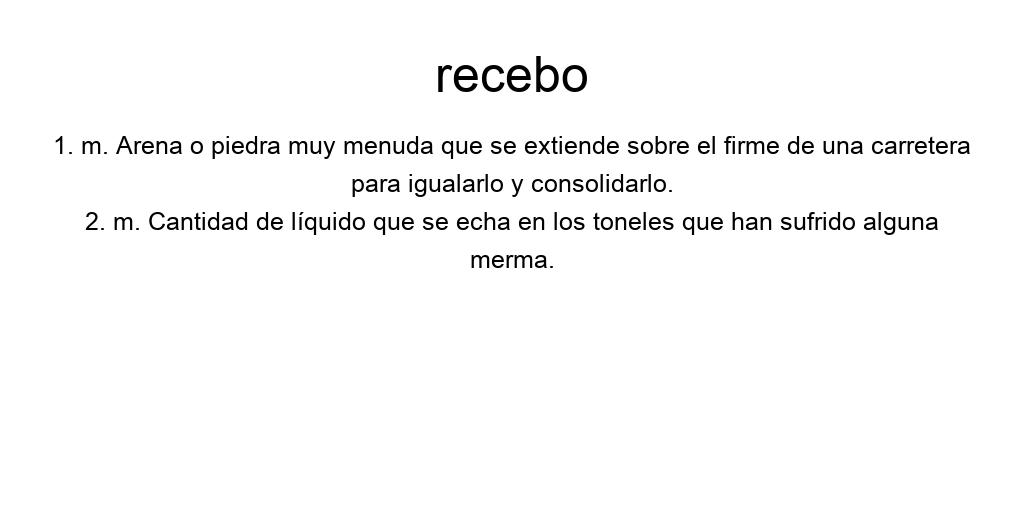 recebo
1. m. Arena o piedra muy menuda que se extiende sobre el firme de una carretera
para igualarlo y consolidarlo.
2. m. Cantidad de líquido que se echa en los toneles que han sufrido alguna
merma.